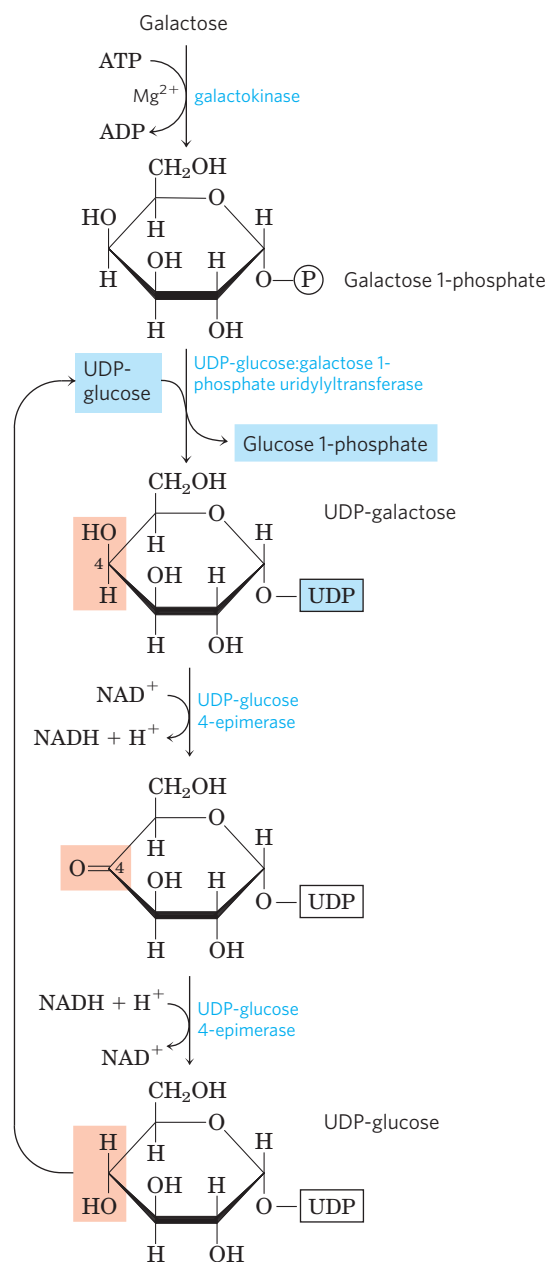 Galactose
ATP
Mg2+ galactokinase
ADP
CH2OH
O
HO H
H
OH H
H O P Galactose 1-phosphate
H OH
UDP-glucose:galactose 1-
phosphate uridylyltransferase
UDP-
glucose
Glucose 1-phosphate
CH2OH
UDP-galactose
O
HO H
H
4
OH H
H O UDP
H OH
NAD+
UDP-glucose
4-epimerase
NADH + H+
CH2OH
O
H
H
O=4
OH H
O UDP
H OH
NADH + H+
UDP-glucose
4-epimerase
NAD+
CH2OH
UDP-glucose
O
H H
H
OH H
HO O UDP
H OH